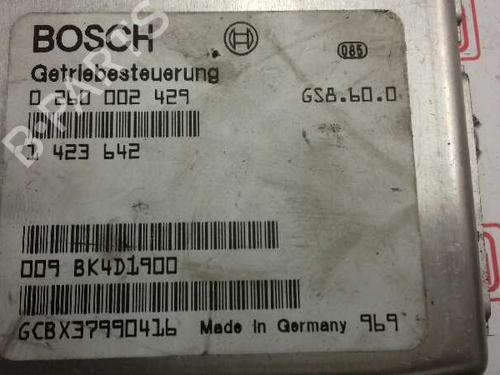 BOSCH
085
Getriebesteuerung
0 260 002 429 GS8.60.0
1 423 642
009 BK4D1900
GCBX37990416 Made in Germany 969
B-PARTS